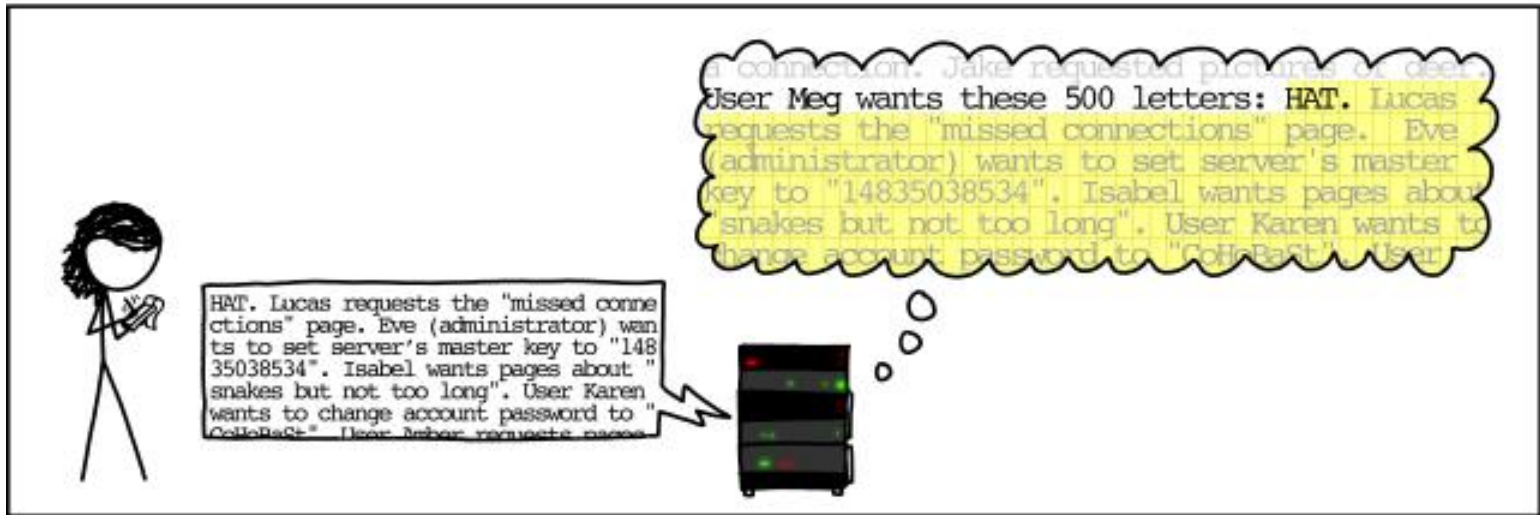 a connection. Jake requested pictures of deer.
User Meg wants these 500 letters: HAT. Lucas
requests the "missed connections" page. Eve
(administrator) wants to set server's master
key to "14835038534". Isabel wants pages about
"snakes but not too long". User Karen wants to
change account password to "CoHoBaSt". User
HAT. Lucas requests the "missed conne
ctions" page. Eve (administrator) wan
ts to set server's master key to "148
35038534". Isabel wants pages about "
snakes but not too long". User Karen
wants to change account password to "
CoHoBaSt". User Amber requests pages